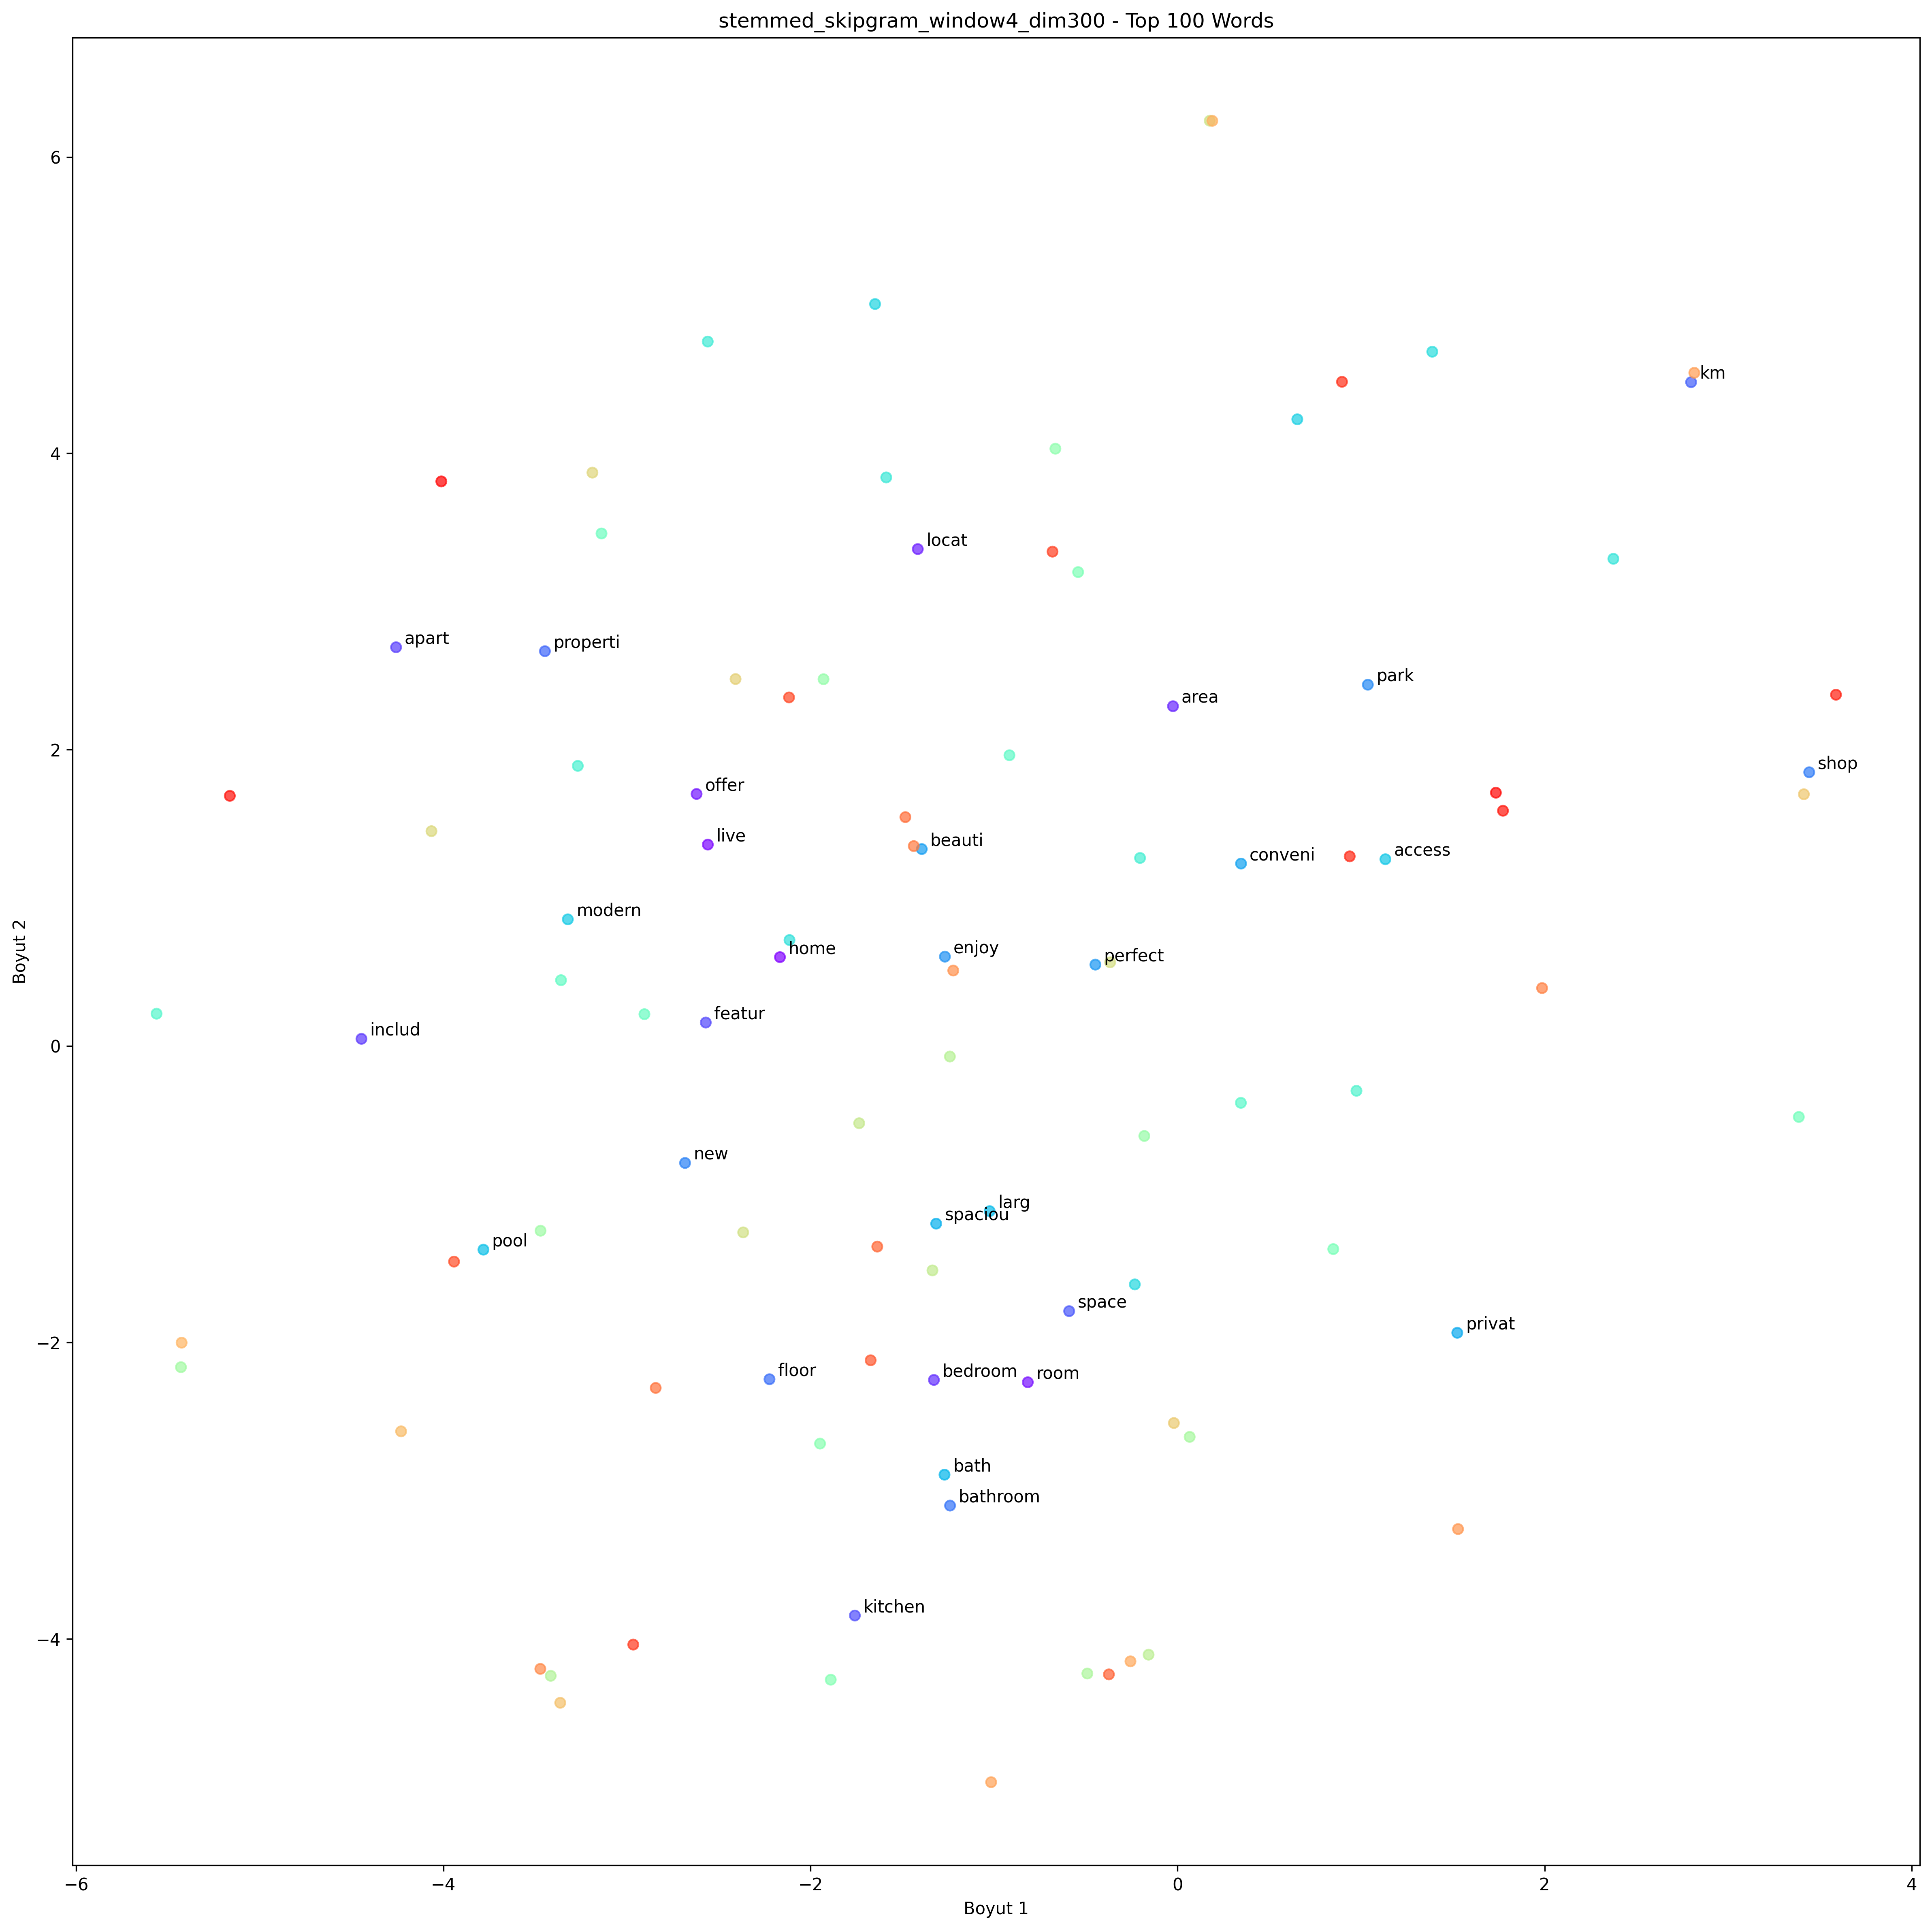 stemmed_skipgram_window4_dim300 - Top 100 Words
6
km
4
locat
apart
properti
park
area
2
shop
offer
live
beauti
conveni
access
modern
home
enjoy
perfect
featur
includ
0
new
larg
spaciou
pool
space
privat
−2
floor
bedroom
room
bath
bathroom
kitchen
−4
Boyut 2
−6
−4
−2
0
2
4
Boyut 1